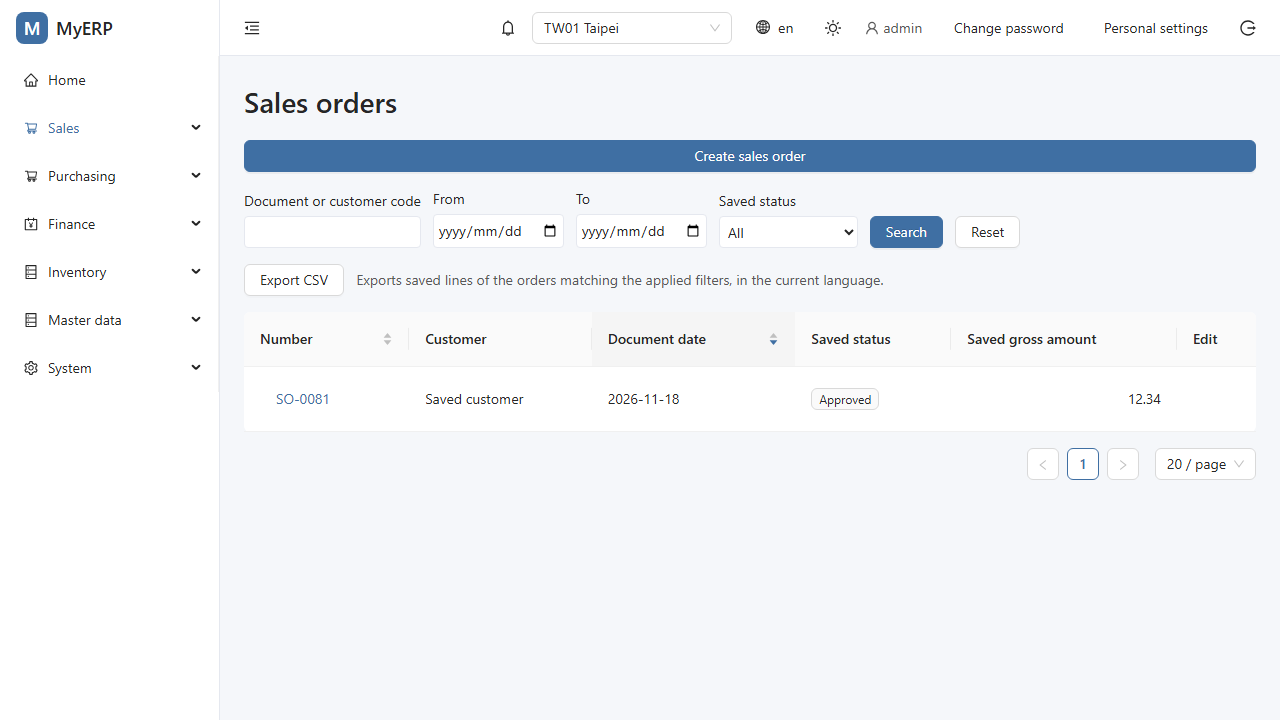 M MyERP
TW01 Taipei
en
admin
Change password
Personal settings
Home
Sales
Purchasing
Finance
Inventory
Master data
System
Sales orders
Create sales order
Document or customer code
From
To
Saved status
yyyy/mm/dd
yyyy/mm/dd
All
Search
Reset
Export CSV
Exports saved lines of the orders matching the applied filters, in the current language.
Number Customer Document date Saved status Saved gross amount Edit
SO-0081 Saved customer 2026-11-18 Approved 12.34
< 1 > 20 / page